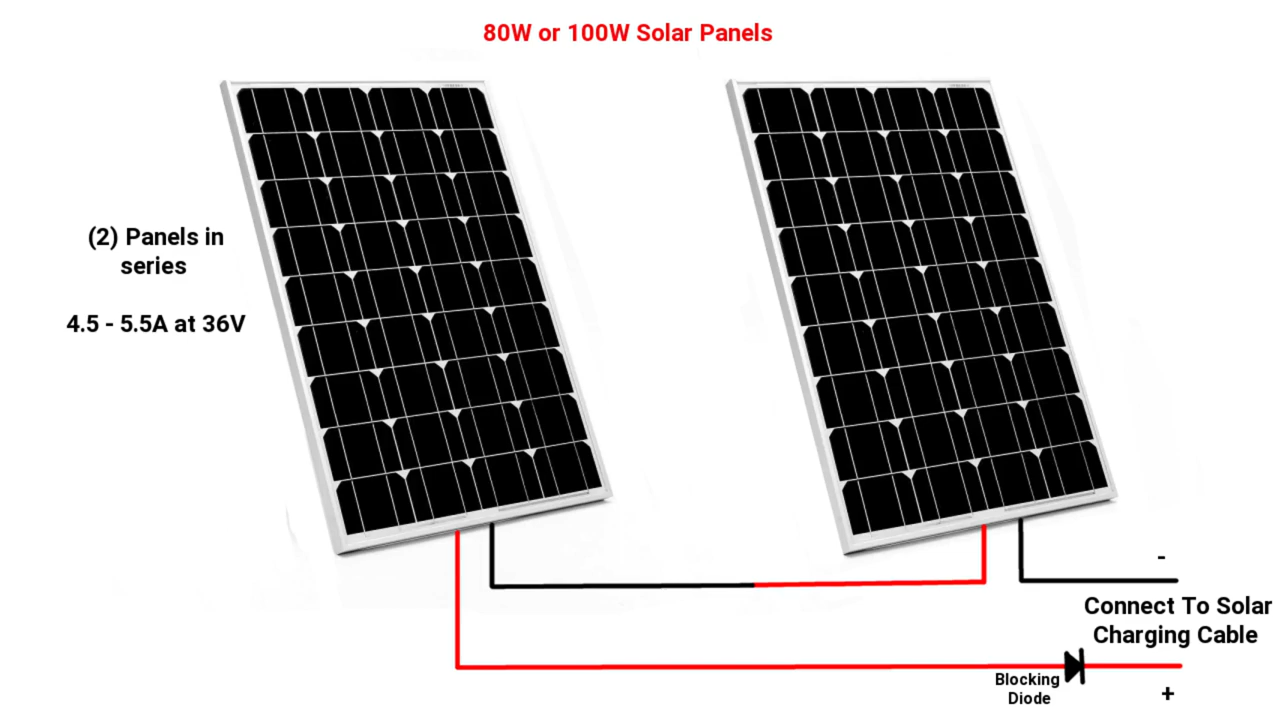 80W or 100W Solar Panels
(2) Panels in
series
4.5 - 5.5A at 36V
-
Connect To Solar
Charging Cable
Blocking
Diode
+